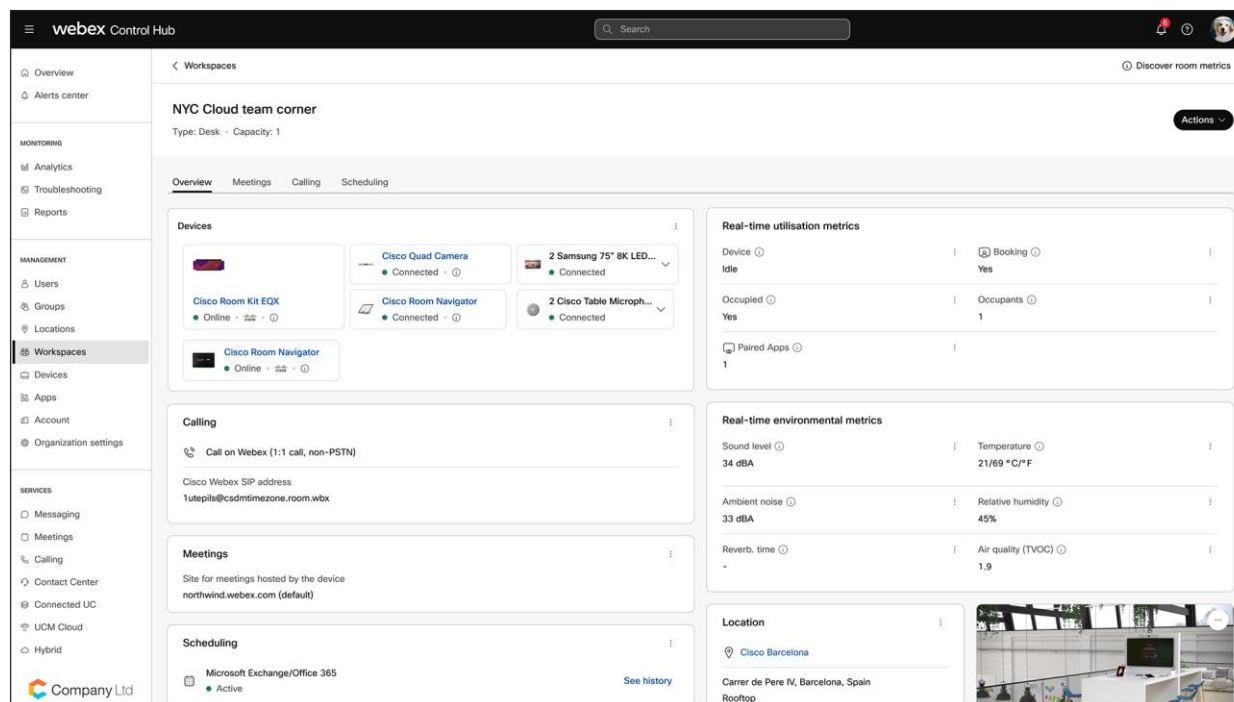 webex Control Hub
Search
6
Overview
Alerts center
MONITORING
Analytics
Troubleshooting
Reports
MANAGEMENT
Users
Groups
Locations
Workspaces
Devices
Apps
Account
Organization settings
SERVICES
Messaging
Meetings
Calling
Contact Center
Connected UC
UCM Cloud
Hybrid
Company Ltd
Workspaces
Discover room metrics
NYC Cloud team corner
Type: Desk • Capacity: 1
Actions
Overview Meetings Calling Scheduling
Devices
Cisco Room Kit EQX
Online
Cisco Quad Camera
Connected
2 Samsung 75" 8K LED...
Connected
Cisco Room Navigator
Connected
2 Cisco Table Microph...
Connected
Cisco Room Navigator
Online
Calling
Call on Webex (1:1 call, non-PSTN)
Cisco Webex SIP address
1utepils@csdmtimezone.room.wbx
Meetings
Site for meetings hosted by the device
northwind.webex.com (default)
Scheduling
Microsoft Exchange/Office 365
Active
See history
Real-time utilisation metrics
Device
Idle
Booking
Yes
Occupied
Yes
Occupants
1
Paired Apps
1
Real-time environmental metrics
Sound level
34 dBA
Temperature
21/69 °C/°F
Ambient noise
33 dBA
Relative humidity
45%
Reverb. time
-
Air quality (TVOC)
1.9
Location
Cisco Barcelona
Carrer de Pere IV, Barcelona, Spain
Rooftop